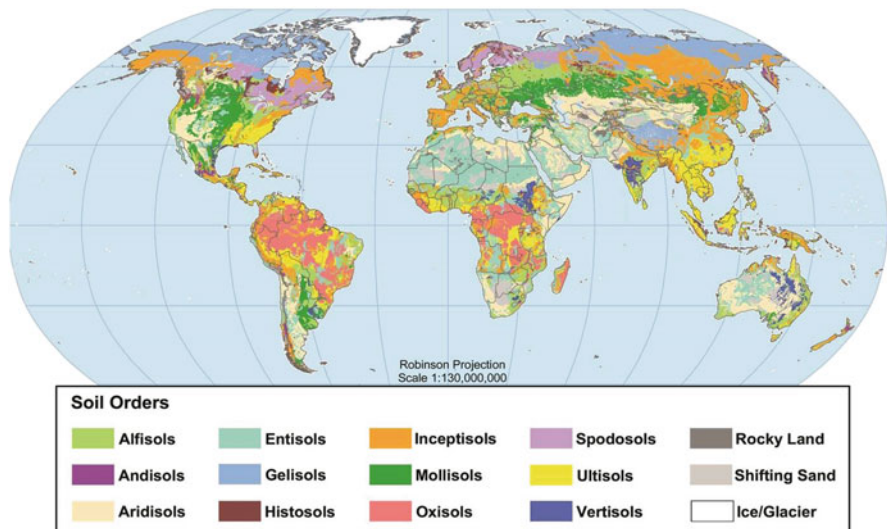 Robinson Projection
Scale 1:130,000,000
Soil Orders
Alfisols Entisols Inceptisols Spodosols Rocky Land
Andisols Gelisols Mollisols Ultisols Shifting Sand
Aridisols Histosols Oxisols Vertisols Ice/Glacier